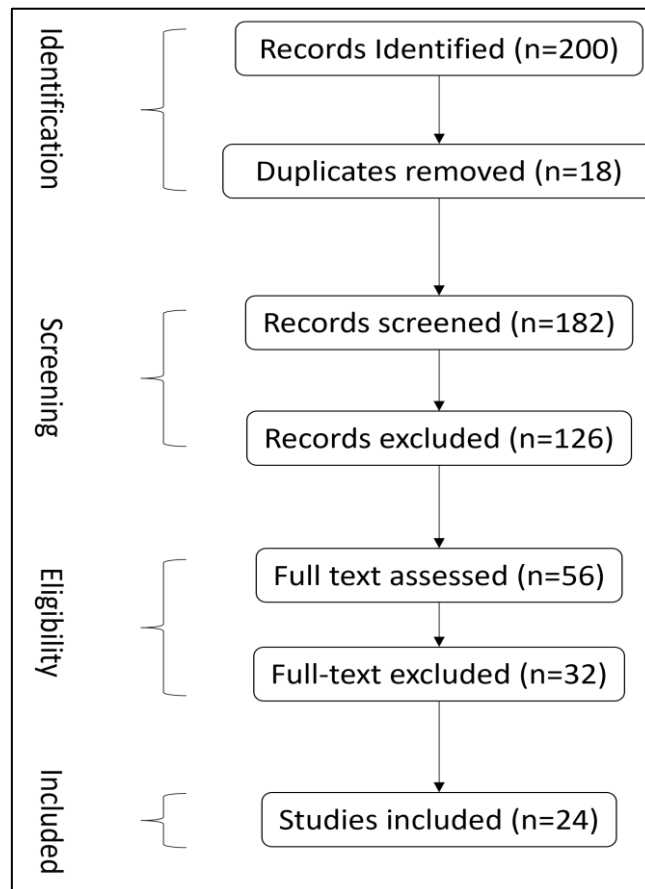 Identification
Records Identified (n=200)
Duplicates removed (n=18)
Screening
Records screened (n=182)
Records excluded (n=126)
Eligibility
Full text assessed (n=56)
Full-text excluded (n=32)
Included
Studies included (n=24)